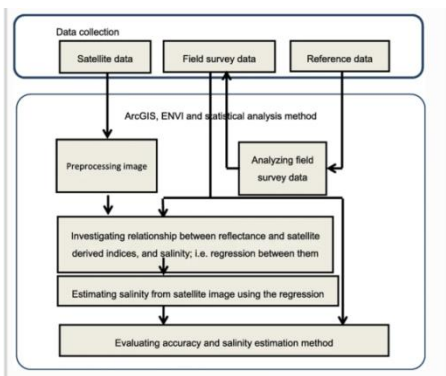 Data collection
Satellite data
Field survey data
Reference data
ArcGIS, ENVI and statistical analysis method
Preprocessing image
Analyzing field
survey data
Investigating relationship between reflectance and satellite
derived indices, and salinity; i.e. regression between them
Estimating salinity from satellite image using the regression
Evaluating accuracy and salinity estimation method